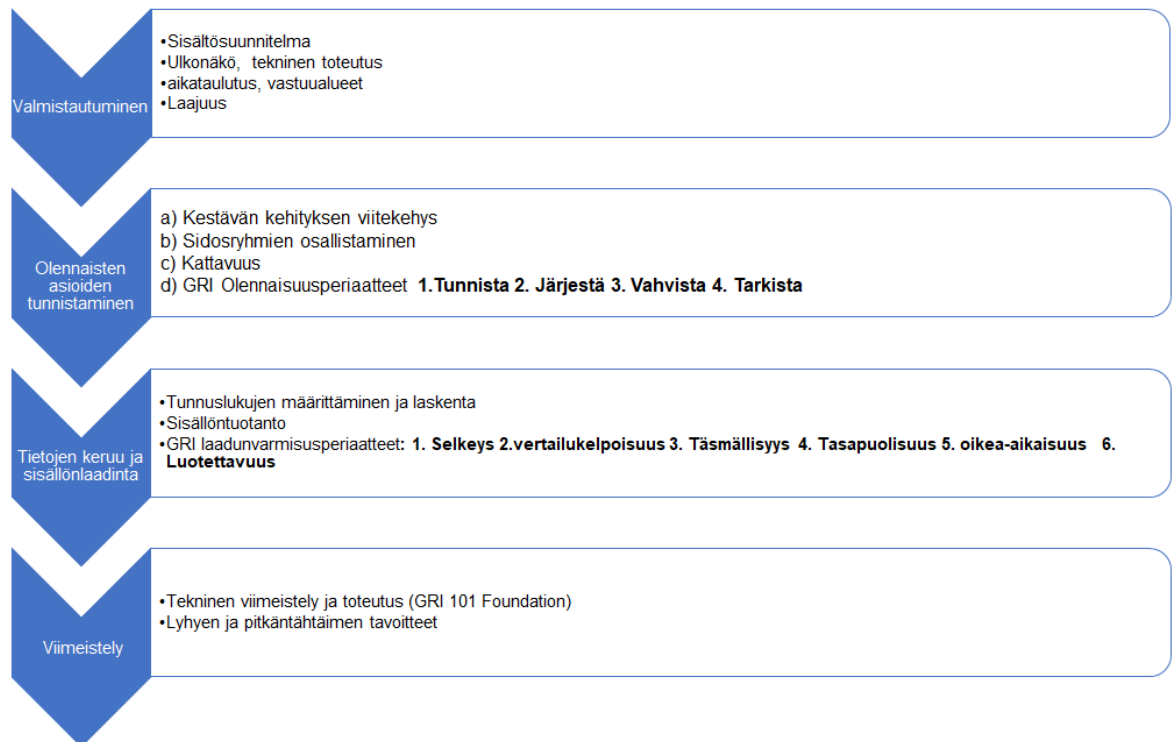 Valmistautuminen
•Sisältösuunnitelma
•Ulkonäkö, tekninen toteutus
•aikataulutus, vastuualueet
•Laajuus
Olennaisten
asioiden
tunnistaminen
a) Kestävän kehityksen viitekehys
b) Sidosryhmien osallistaminen
c) Kattavuus
d) GRI Olennaisuusperiaatteet 1.Tunnista 2. Järjestä 3. Vahvista 4. Tarkista
Tietojen keruu ja
sisällönlaadinta
•Tunnuslukujen määrittäminen ja laskenta
•Sisällöntuotanto
•GRI laadunvarmisusperiaatteet: 1. Selkeys 2.vertailukelpoisuus 3. Täsmällisyys 4. Tasapuolisuus 5. oikea-aikaisuus 6.
Luotettavuus
Viimeistely
•Tekninen viimeistely ja toteutus (GRI 101 Foundation)
•Lyhyen ja pitkäntähtäimen tavoitteet